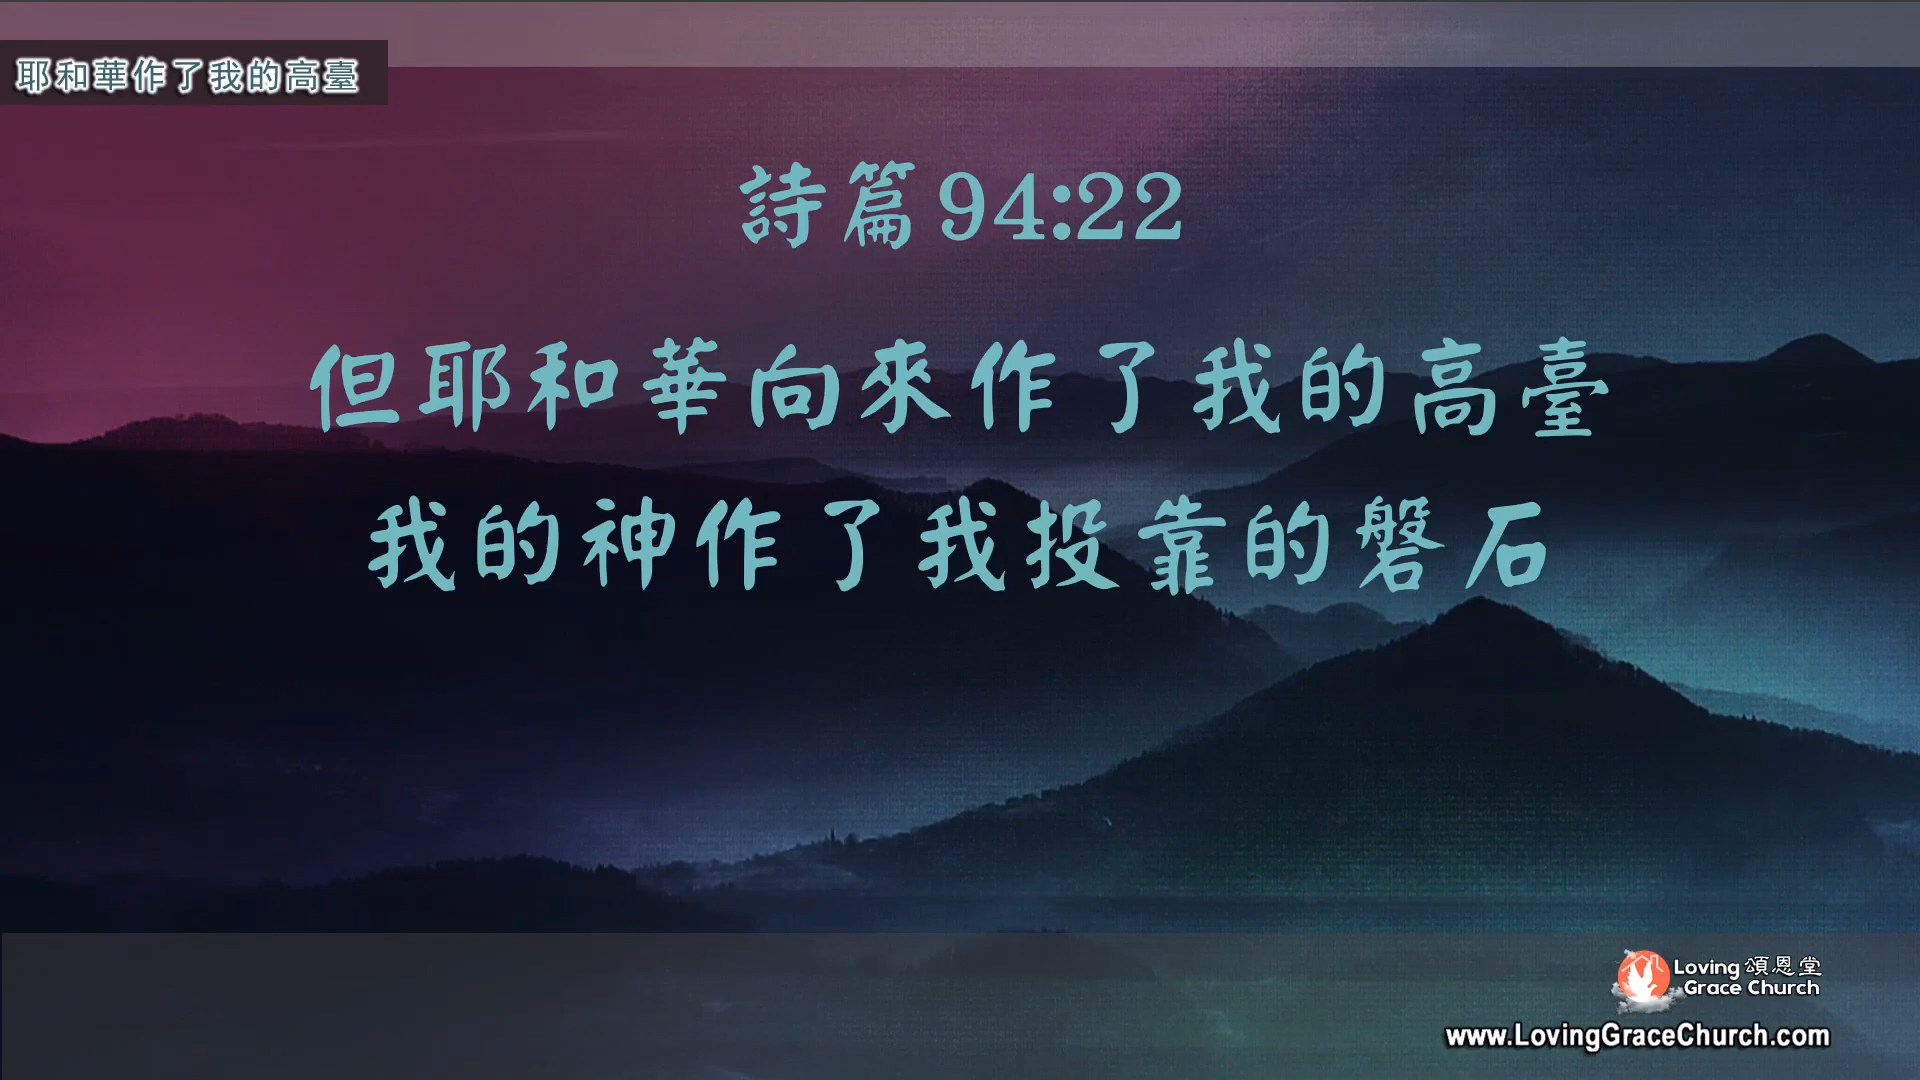 耶和華作了我的高臺
詩篇94:22
但耶和華向來作了我的高臺
我的神作了我投靠的磐石
Loving 頌恩堂
Grace Church
www.LovingGraceChurch.com